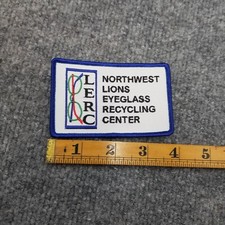 LERC
NORTHWEST
LIONS
EYEGLASS
RECYCLING
CENTER
1 2 3 4 5